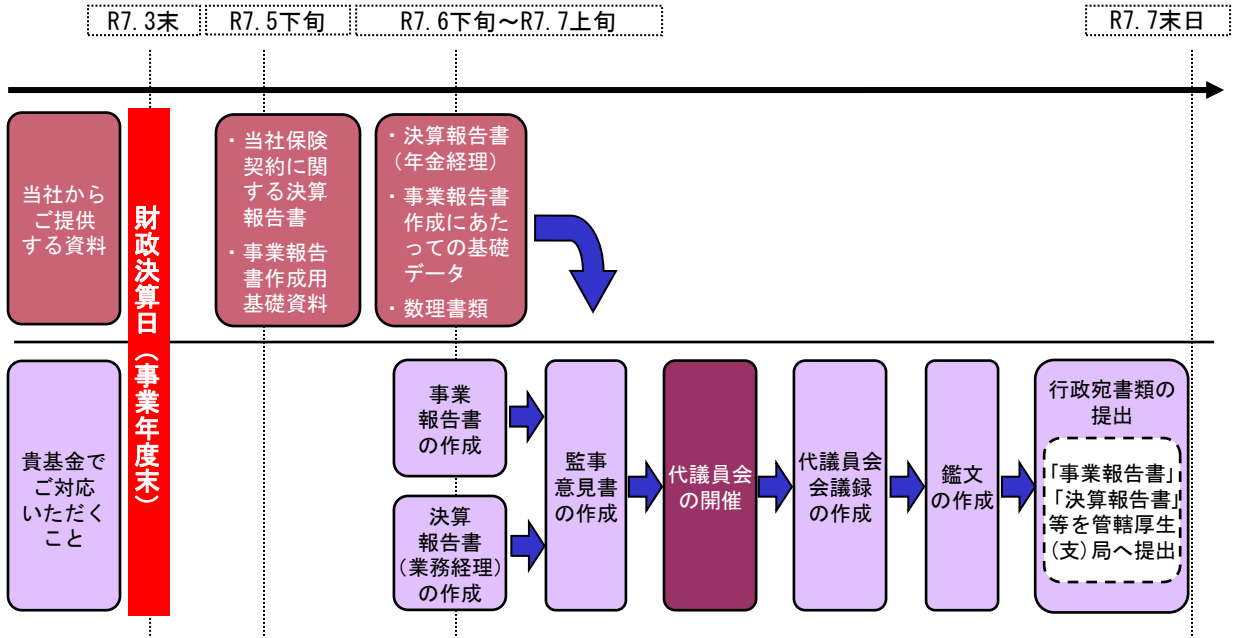 R7.3末
R7.5下旬
R7.6下旬～R7.7上旬
R7.7末日
当社から
ご提供
する資料
財政決算日（事業年度末）
・当社保険
契約に関
する決算
報告書
・事業報告
書作成用
基礎資料
・決算報告書
（年金経理）
・事業報告書
作成にあた
っての基礎
データ
・数理書類
貴基金で
ご対応
いただく
こと
事業
報告書
の作成
決算
報告書
(業務経理)
の作成
監事
意見書
の作成
代議員会
の開催
代議員会
会議録
の作成
鑑文
の作成
行政宛書類の
提出
「事業報告書」
「決算報告書」
等を管轄厚生
(支)局へ提出